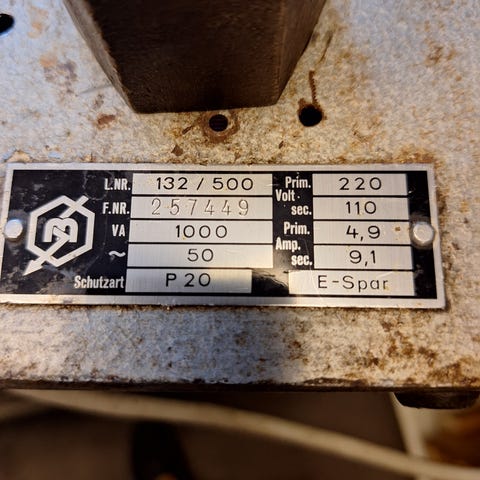 L.NR. 132/500 Prim. 220
Volt
F.NR. 257449 sec. 110
VA 1000 Prim. 4,9
Amp.
~ 50 sec. 9,1
Schutzart P20 E-Spar